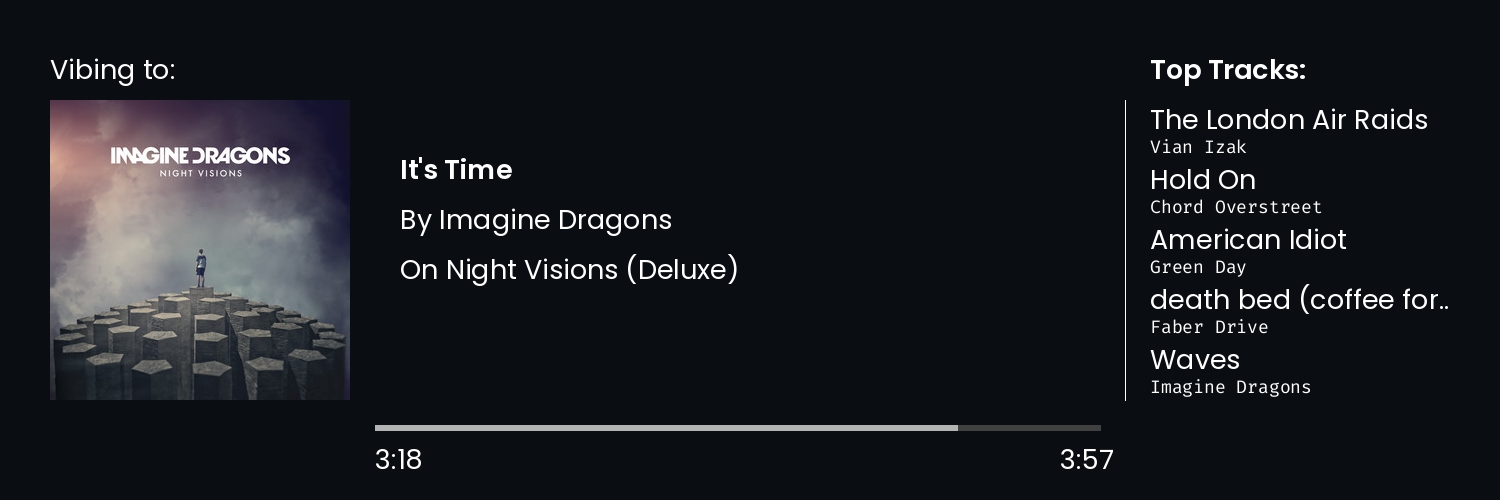 Vibing to:
IMAGINE DRAGONS
NIGHT VISIONS
It's Time
By Imagine Dragons
On Night Visions (Deluxe)
3:18
3:57
Top Tracks:
The London Air Raids
Vian Izak
Hold On
Chord Overstreet
American Idiot
Green Day
death bed (coffee for..
Faber Drive
Waves
Imagine Dragons